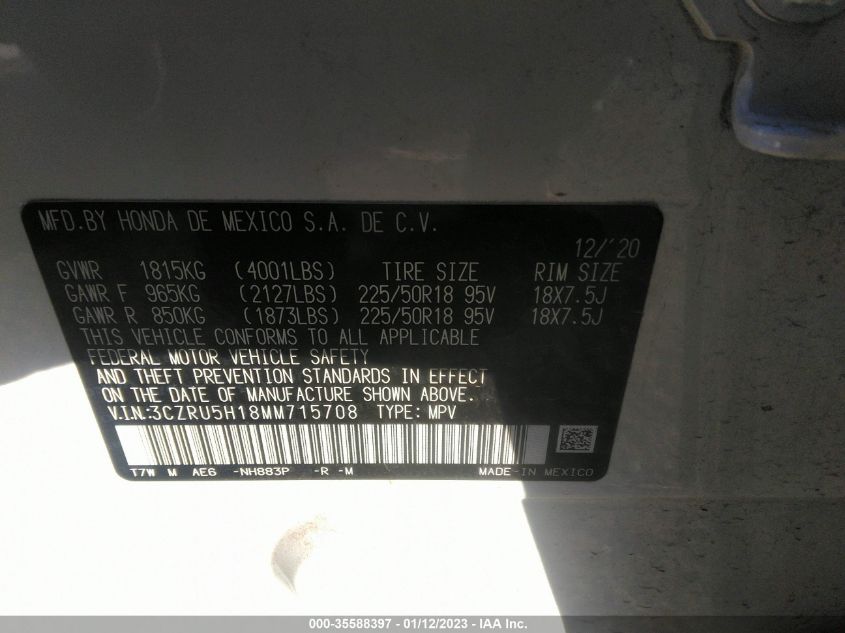 MFD.BY HONDA DE MEXICO S.A. DE C.V.
12/'20
GVWR 1815KG (4001LBS) TIRE SIZE RIM SIZE
GAWR F 965KG (2127LBS) 225/50R18 95V 18X7.5J
GAWR R 850KG (1873LBS) 225/50R18 95V 18X7.5J
THIS VEHICLE CONFORMS TO ALL APPLICABLE
FEDERAL MOTOR VEHICLE SAFETY
AND THEFT PREVENTION STANDARDS IN EFFECT
ON THE DATE OF MANUFACTURE SHOWN ABOVE.
V.I.N:3CZRU5H18MM715708 TYPE: MPV
T7W M AE6 -NH883P -R -M MADE-IN MEXICO
000-35588397 - 01/12/2023 - IAA Inc.